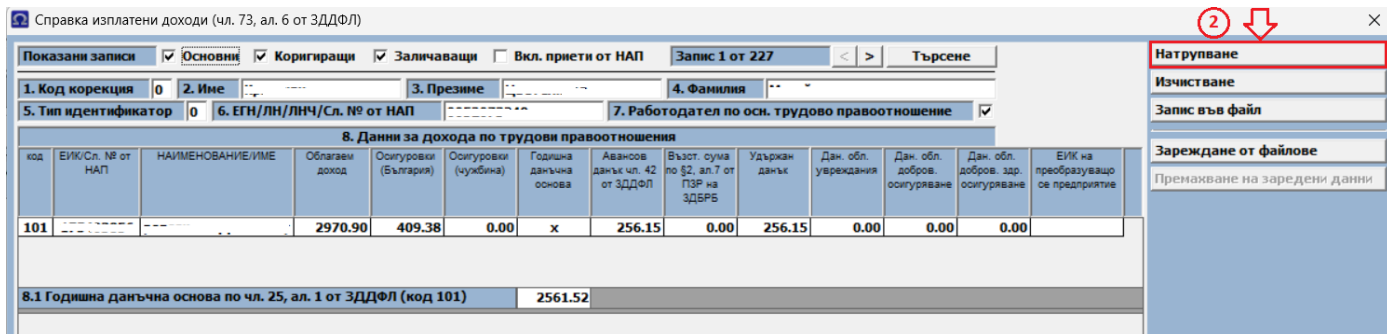 Справка изплатени доходи (чл. 73, ал. 6 от ЗДДФЛ)
2
Показани записи Основни Коригиращи Заличаващи Вкл. приети от НАП Запис 1 от 227 < > Търсене
Натрупване
Изчистване
Запис във файл
Зареждане от файлове
Премахване на заредени данни
1. Код корекция 0 2. Име 3. Презиме 4. Фамилия
5. Тип идентификатор 0 6. ЕГН/ЛН/ЛНЧ/Сл. № от НАП 7. Работодател по осн. трудово правоотношение
8. Данни за дохода по трудови правоотношения
код ЕИК/Сл. № от НАП НАИМЕНОВАНИЕ/ИМЕ Облагаем доход Осигуровки (България) Осигуровки (чужбина) Годишна данъчна основа Авансов данък чл. 42 от ЗДДФЛ Възст. сума по §2, ал.7 от ПЗР на ЗДБРБ Удържан данък Дан. обл. увреждания Дан. обл. добров. осигуряване Дан. обл. добров. здр. осигуряване ЕИК на преобразуващо се предприятие
101 2970.90 409.38 0.00 x 256.15 0.00 256.15 0.00 0.00 0.00
8.1 Годишна данъчна основа по чл. 25, ал. 1 от ЗДДФЛ (код 101) 2561.52